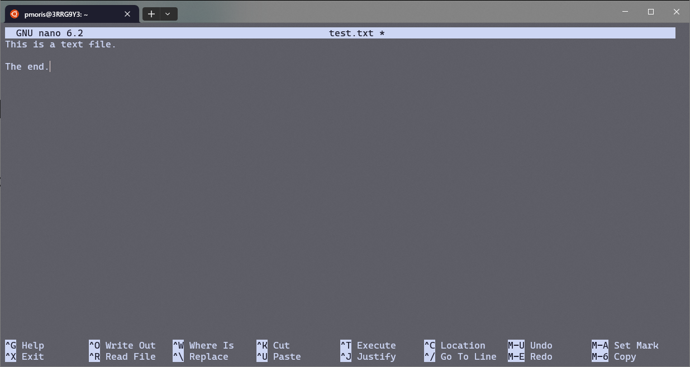 pmoris@3RRG9Y3: ~
GNU nano 6.2 test.txt *
This is a text file.
The end.
^G Help ^O Write Out ^W Where Is ^K Cut ^T Execute ^C Location M-U Undo M-A Set Mark
^X Exit ^R Read File ^\ Replace ^U Paste ^J Justify ^/ Go To Line M-E Redo M-6 Copy